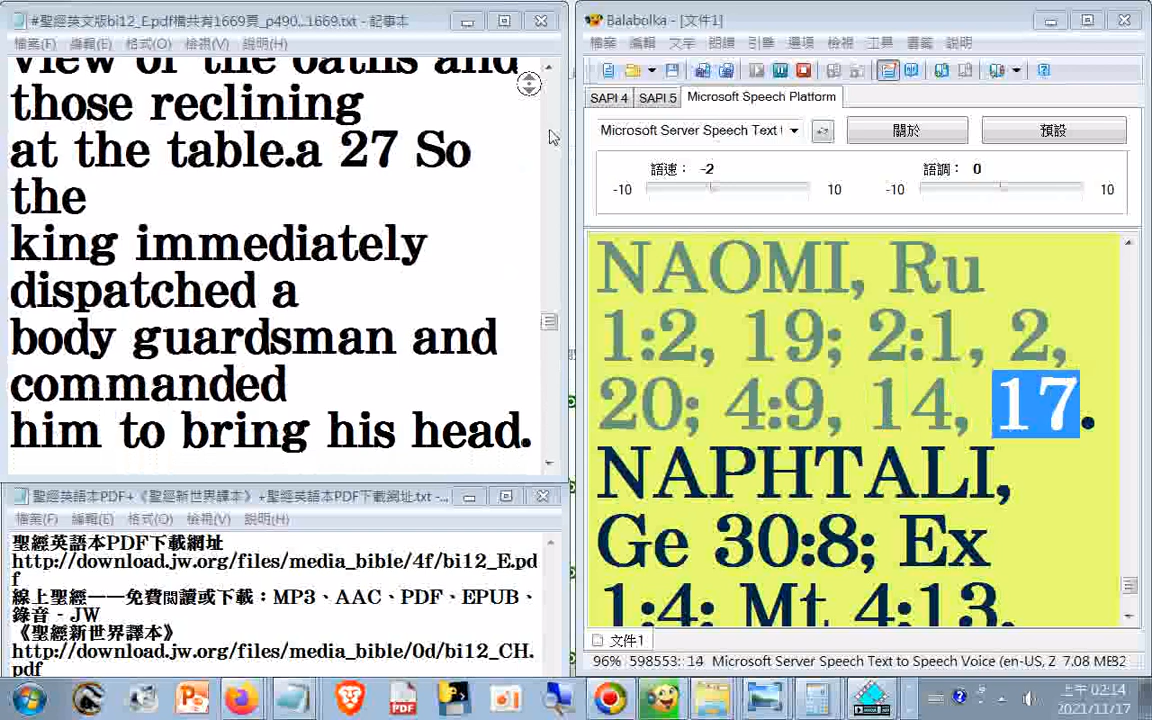 #聖經英文版bi12_E.pdf檔共有1669頁_p490,..1669.txt - 記事本
檔案(F) 編輯(E) 格式(O) 檢視(V) 說明(H)
view of the oaths and
those reclining
at the table.a 27 So
the
king immediately
dispatched a
body guardsman and
commanded
him to bring his head.
聖經英語本PDF+《聖經新世界譯本》+聖經英語本PDF下載網址.txt - ...
檔案(F) 編輯(E) 格式(O) 檢視(V) 說明(H)
聖經英語本PDF下載網址
http://download.jw.org/files/media_bible/4f/bi12_E.pd
f
線上聖經——免費閱讀或下載：MP3、AAC、PDF、EPUB、
錄音 - JW
《聖經新世界譯本》
http://download.jw.org/files/media_bible/0d/bi12_CH.
pdf
Balabolka - [文件1]
檔案 編輯 文字 朗讀 引擎 選項 檢視 工具 書籤 說明
SAPI 4 SAPI 5 Microsoft Speech Platform
Microsoft Server Speech Text t 關於 預設
語速： -2 語調： 0
-10 10 -10 10
NAOMI, Ru
1:2, 19; 2:1, 2,
20; 4:9, 14, 17.
NAPHTALI,
Ge 30:8; Ex
1:4; Mt 4:13,
文件1
96% 598553: 14 Microsoft Server Speech Text to Speech Voice (en-US, Z 7.08 ME
上午 02:14
2021/11/17